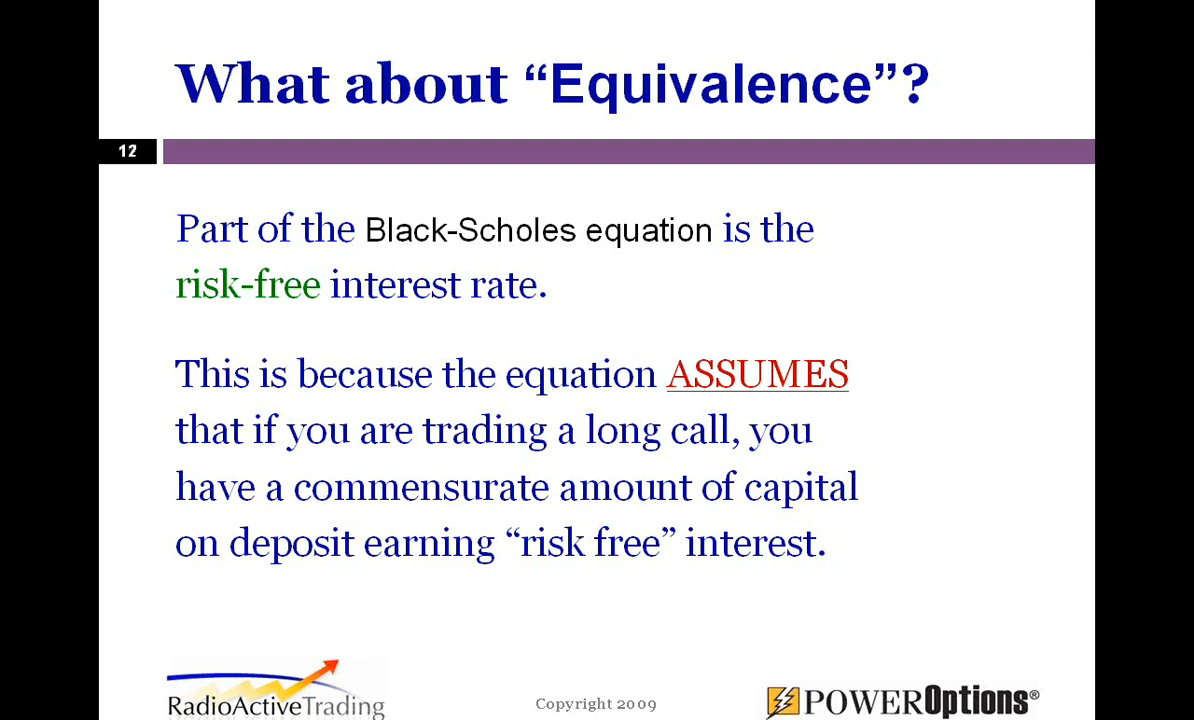 What about “Equivalence”?
12
Part of the Black-Scholes equation is the
risk-free interest rate.
This is because the equation ASSUMES
that if you are trading a long call, you
have a commensurate amount of capital
on deposit earning “risk free” interest.
RadioActiveTrading
Copyright 2009
POWEROptions®